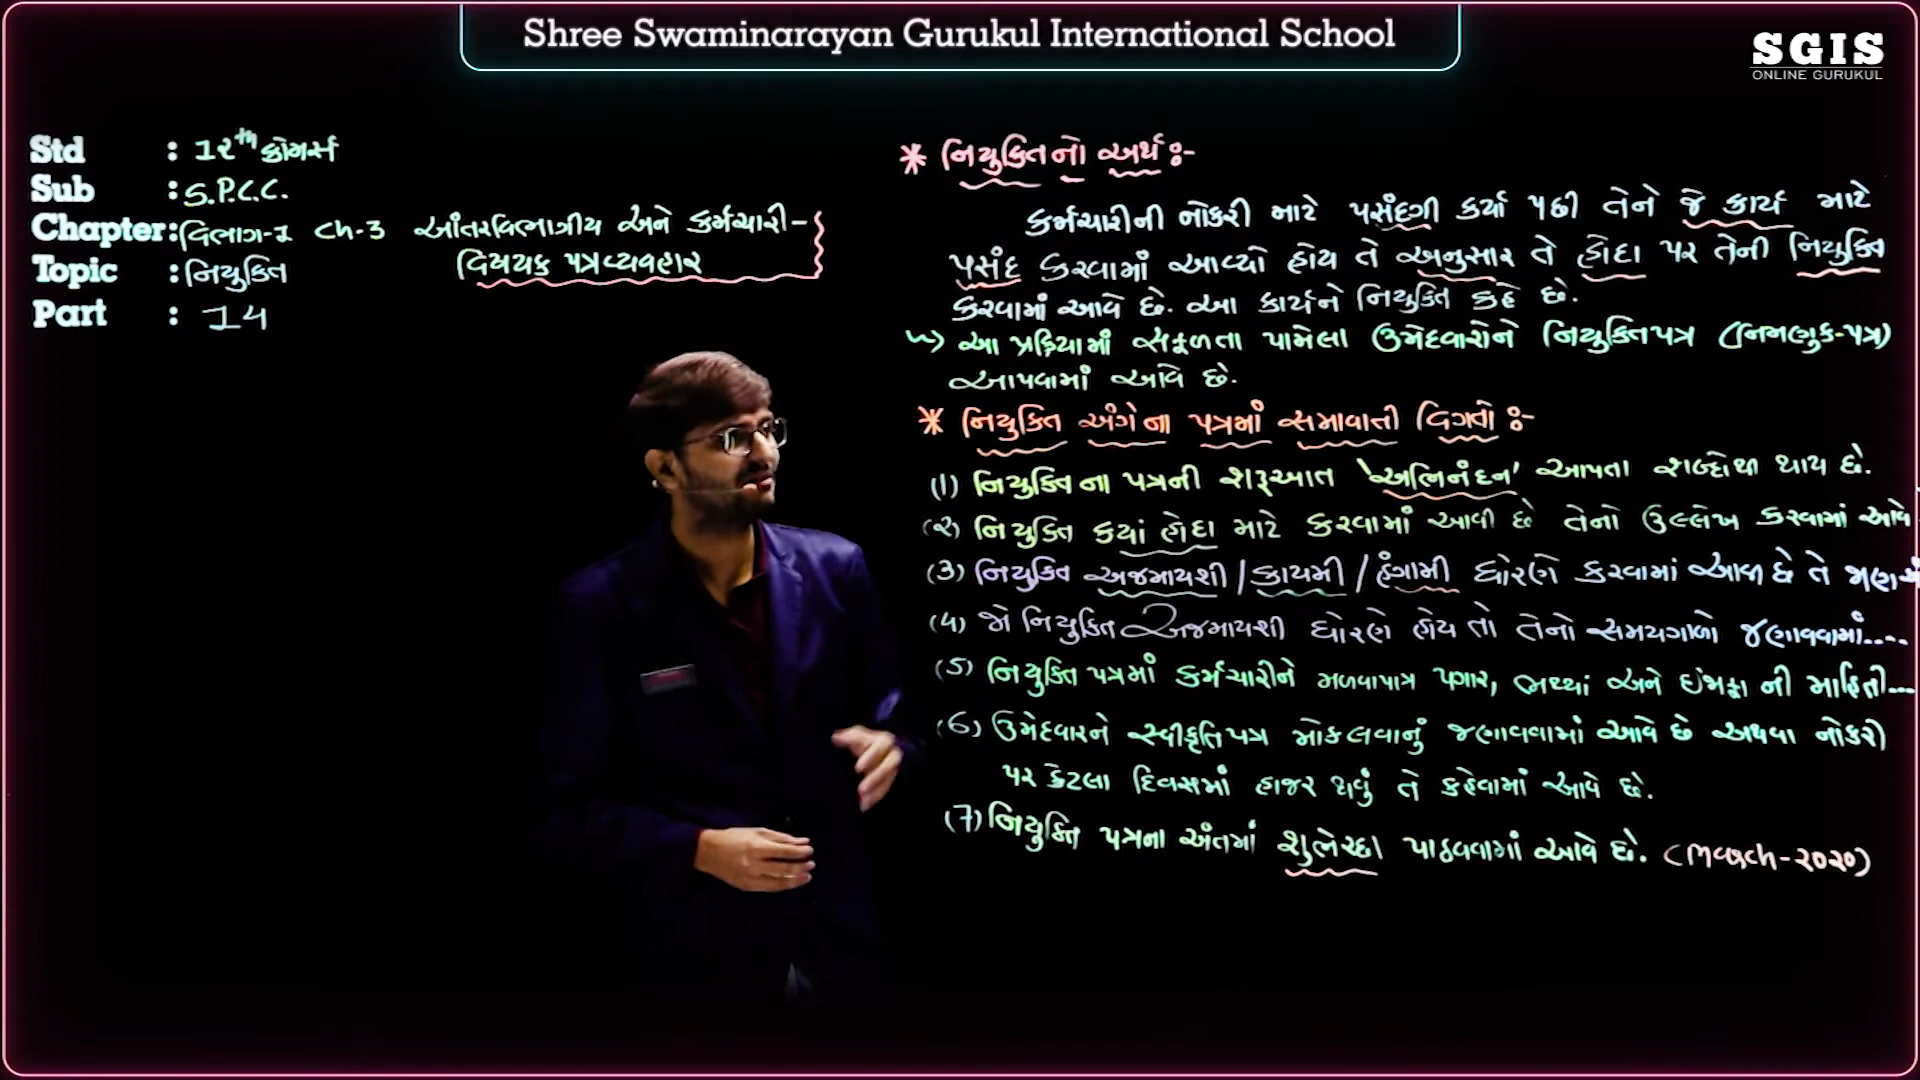 Shree Swaminarayan Gurukul International School
SGIS
ONLINE GURUKUL
Std : 1૨th કોમર્સ
Sub : S.P.C.C.
Chapter: વિભાગ-1 ch-3 આંતરવિભાગીય અને કર્મચારી-
વિષયક પત્રવ્યવહાર
Topic : નિયુક્તિ
Part : 14
* નિયુક્તિનો અર્થ :-
કર્મચારીની નોકરી માટે પસંદગી કર્યા પછી તેને જે કાર્ય માટે
પસંદ કરવામાં આવ્યો હોય તે અનુસાર તે હોદા પર તેની નિયુક્તિ
કરવામાં આવે છે. આ કાર્યને નિયુક્તિ કહે છે.
આ પ્રક્રિયામાં સફળતા પામેલા ઉમેદવારોને નિયુક્તિપત્ર (નિમણુક-પત્ર)
આપવામાં આવે છે.
* નિયુક્તિ અંગેના પત્રમાં સમાવાતી વિગતો :-
(1) નિયુક્તિના પત્રની શરૂઆત 'અભિનંદન' આપતા શબ્દોથી થાય છે.
(૨) નિયુક્તિ કયાં હોદા માટે કરવામાં આવી છે તેનો ઉલ્લેખ કરવામાં આવે
(3) નિયુક્તિ અજમાયશી / કાયમી / હંગામી ધોરણે કરવામાં આવી છે તે
(4) જો નિયુક્તિ અજમાયશી ધોરણે હોય તો તેનો સમયગાળો જણાવવામાં....
(5) નિયુક્તિ પત્રમાં કર્મચારીને મળવાપાત્ર પગાર, ભથ્થાં અને ઇજાફા ની માહિતી...
(6) ઉમેદવારને સ્વીકૃતિપત્ર મોકલવાનું જણાવવામાં આવે છે અથવા નોકરી
પર કેટલા દિવસમાં હાજર થવું તે કહેવામાં આવે છે.
(7) નિયુક્તિ પત્રના અંતમાં શુભેચ્છા પાઠવવામાં આવે છે. (March-૨૦૨૦)